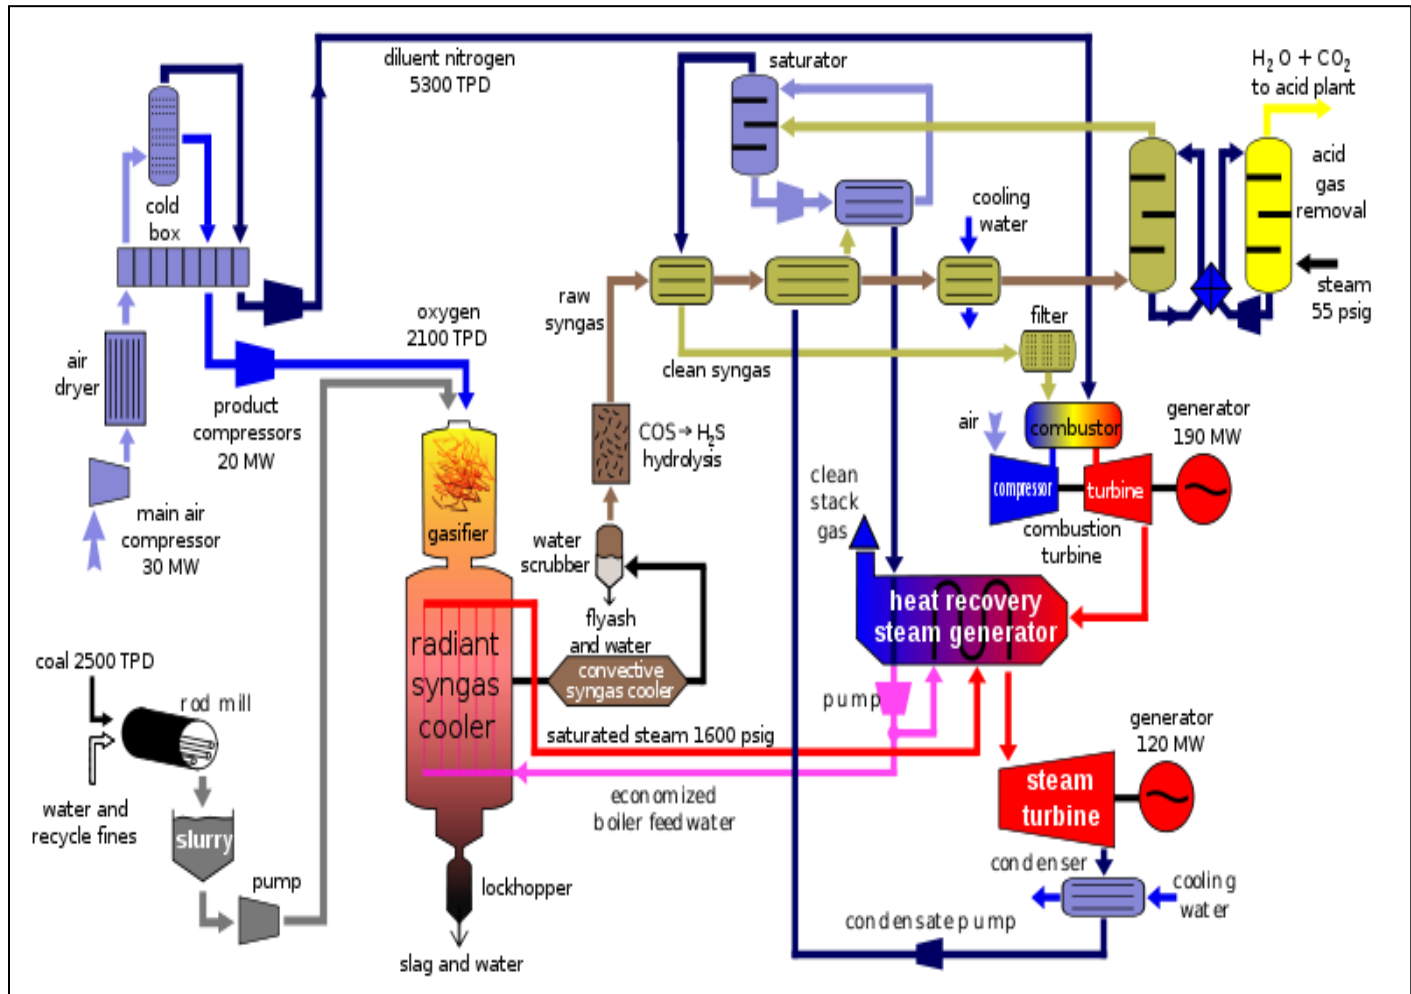 diluent nitrogen
5300 TPD
saturator
H₂O + CO₂
to acid plant
cold
box
cooling
water
acid
gas
removal
steam
55 psig
raw
syngas
oxygen
2100 TPD
filter
clean syngas
air
dryer
product
compressors
20 MW
COS→H₂S
hydrolysis
air
combustor
generator
190 MW
compressor
turbine
combustion
turbine
clean
stack
gas
main air
compressor
30 MW
gasifier
water
scrubber
flyash
and water
heat recovery
steam generator
radiant
syngas
cooler
convective
syngas cooler
coal 2500 TPD
rod mill
pump
saturated steam 1600 psig
generator
120 MW
economized
boiler feedwater
steam
turbine
water and
recycle fines
slurry
pump
lockhopper
condenser
cooling
water
condensate pump
slag and water